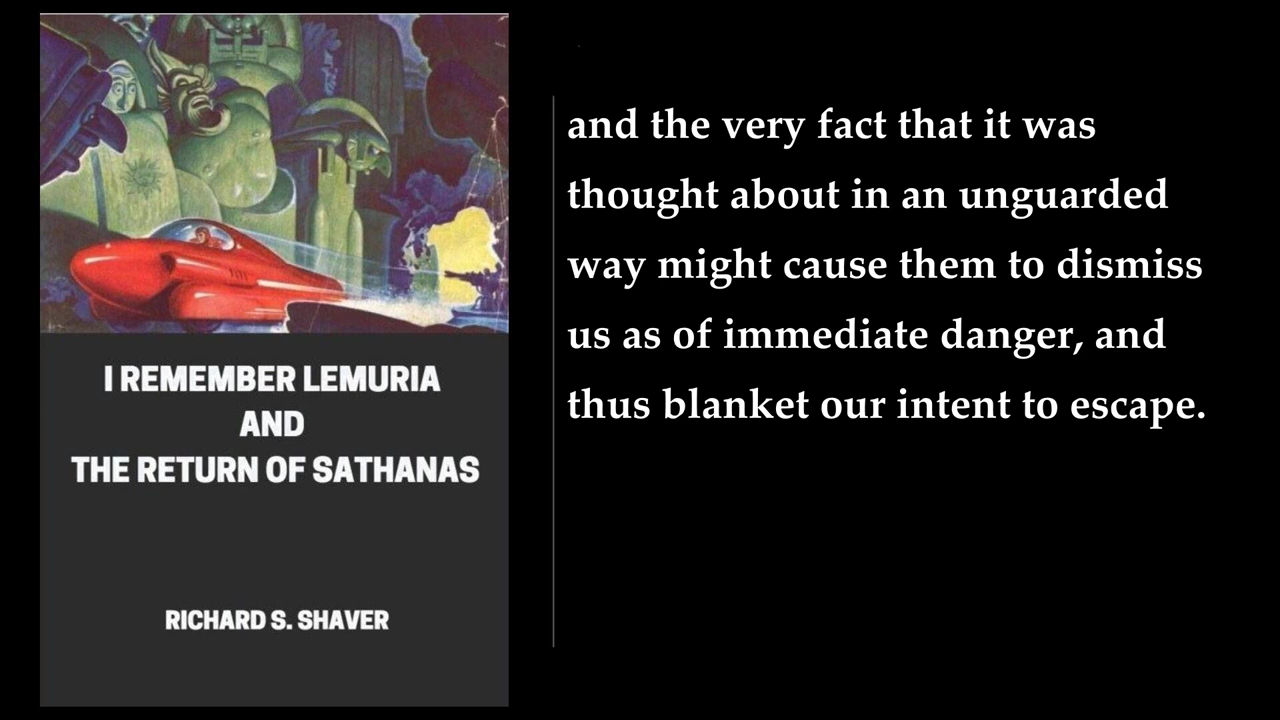 I REMEMBER LEMURIA
AND
THE RETURN OF SATHANAS
RICHARD S. SHAVER
and the very fact that it was
thought about in an unguarded
way might cause them to dismiss
us as of immediate danger, and
thus blanket our intent to escape.